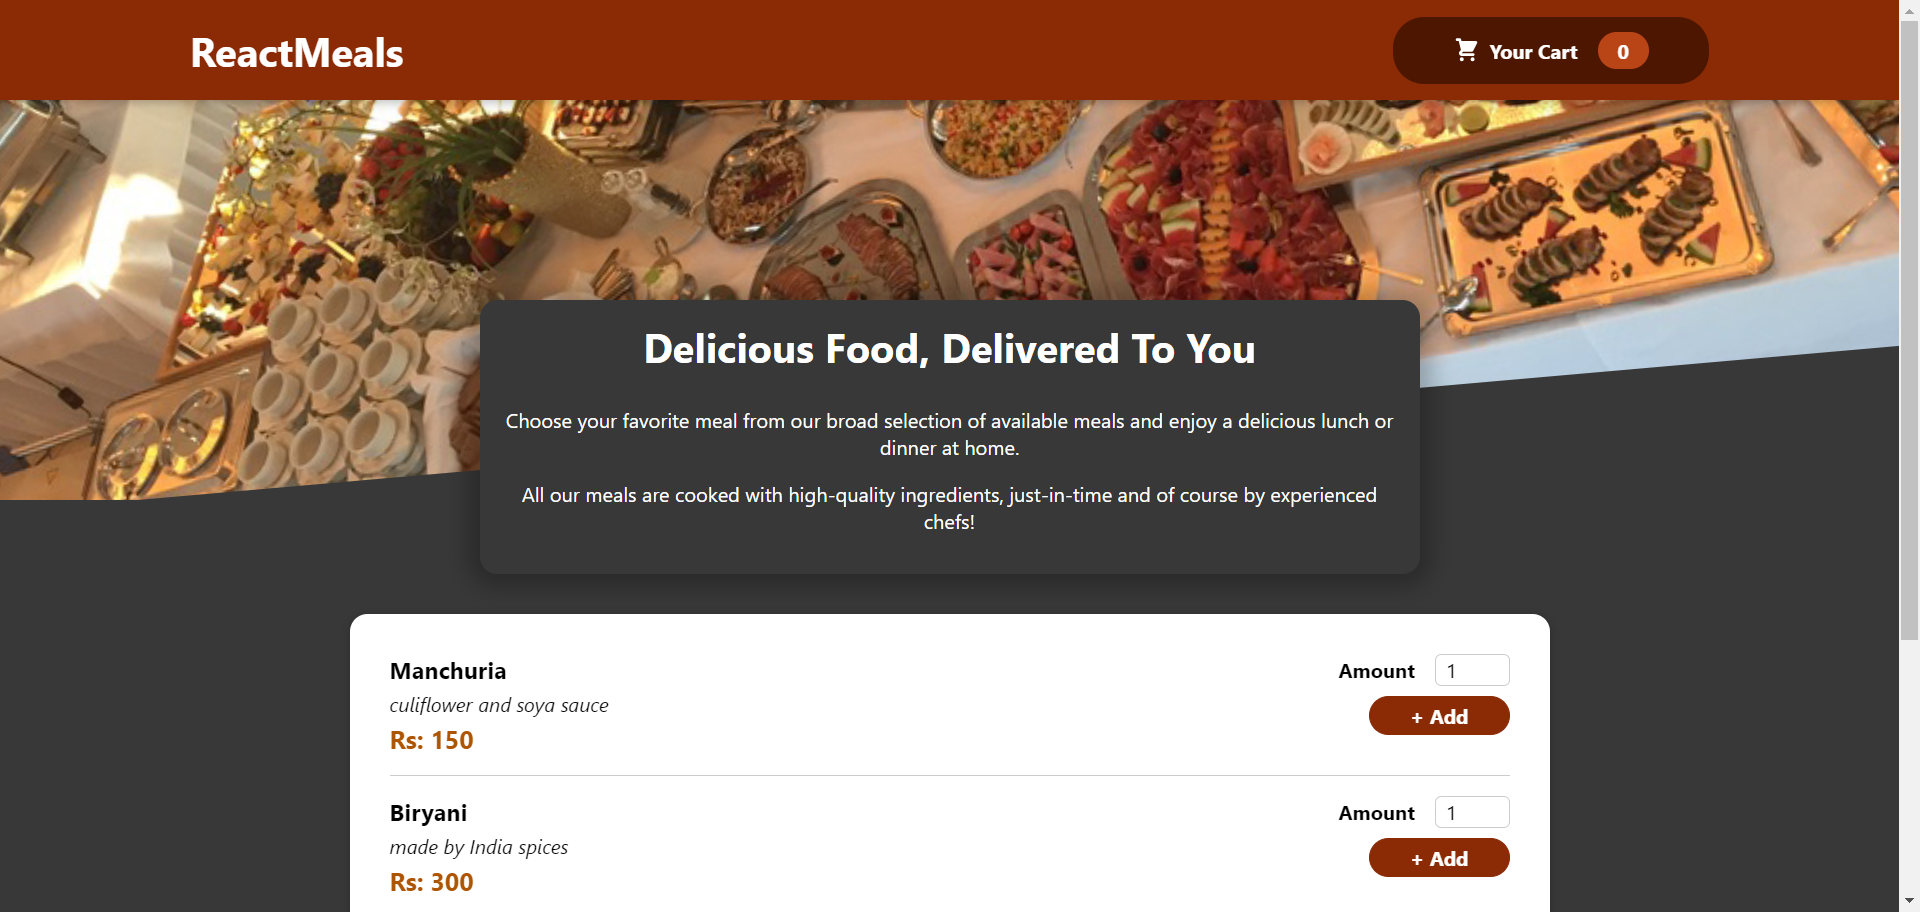 ReactMeals
Your Cart 0
Delicious Food, Delivered To You
Choose your favorite meal from our broad selection of available meals and enjoy a delicious lunch or
dinner at home.
All our meals are cooked with high-quality ingredients, just-in-time and of course by experienced
chefs!
Manchuria
culiflower and soya sauce
Rs: 150
Amount 1
+ Add
Biryani
made by India spices
Rs: 300
Amount 1
+ Add